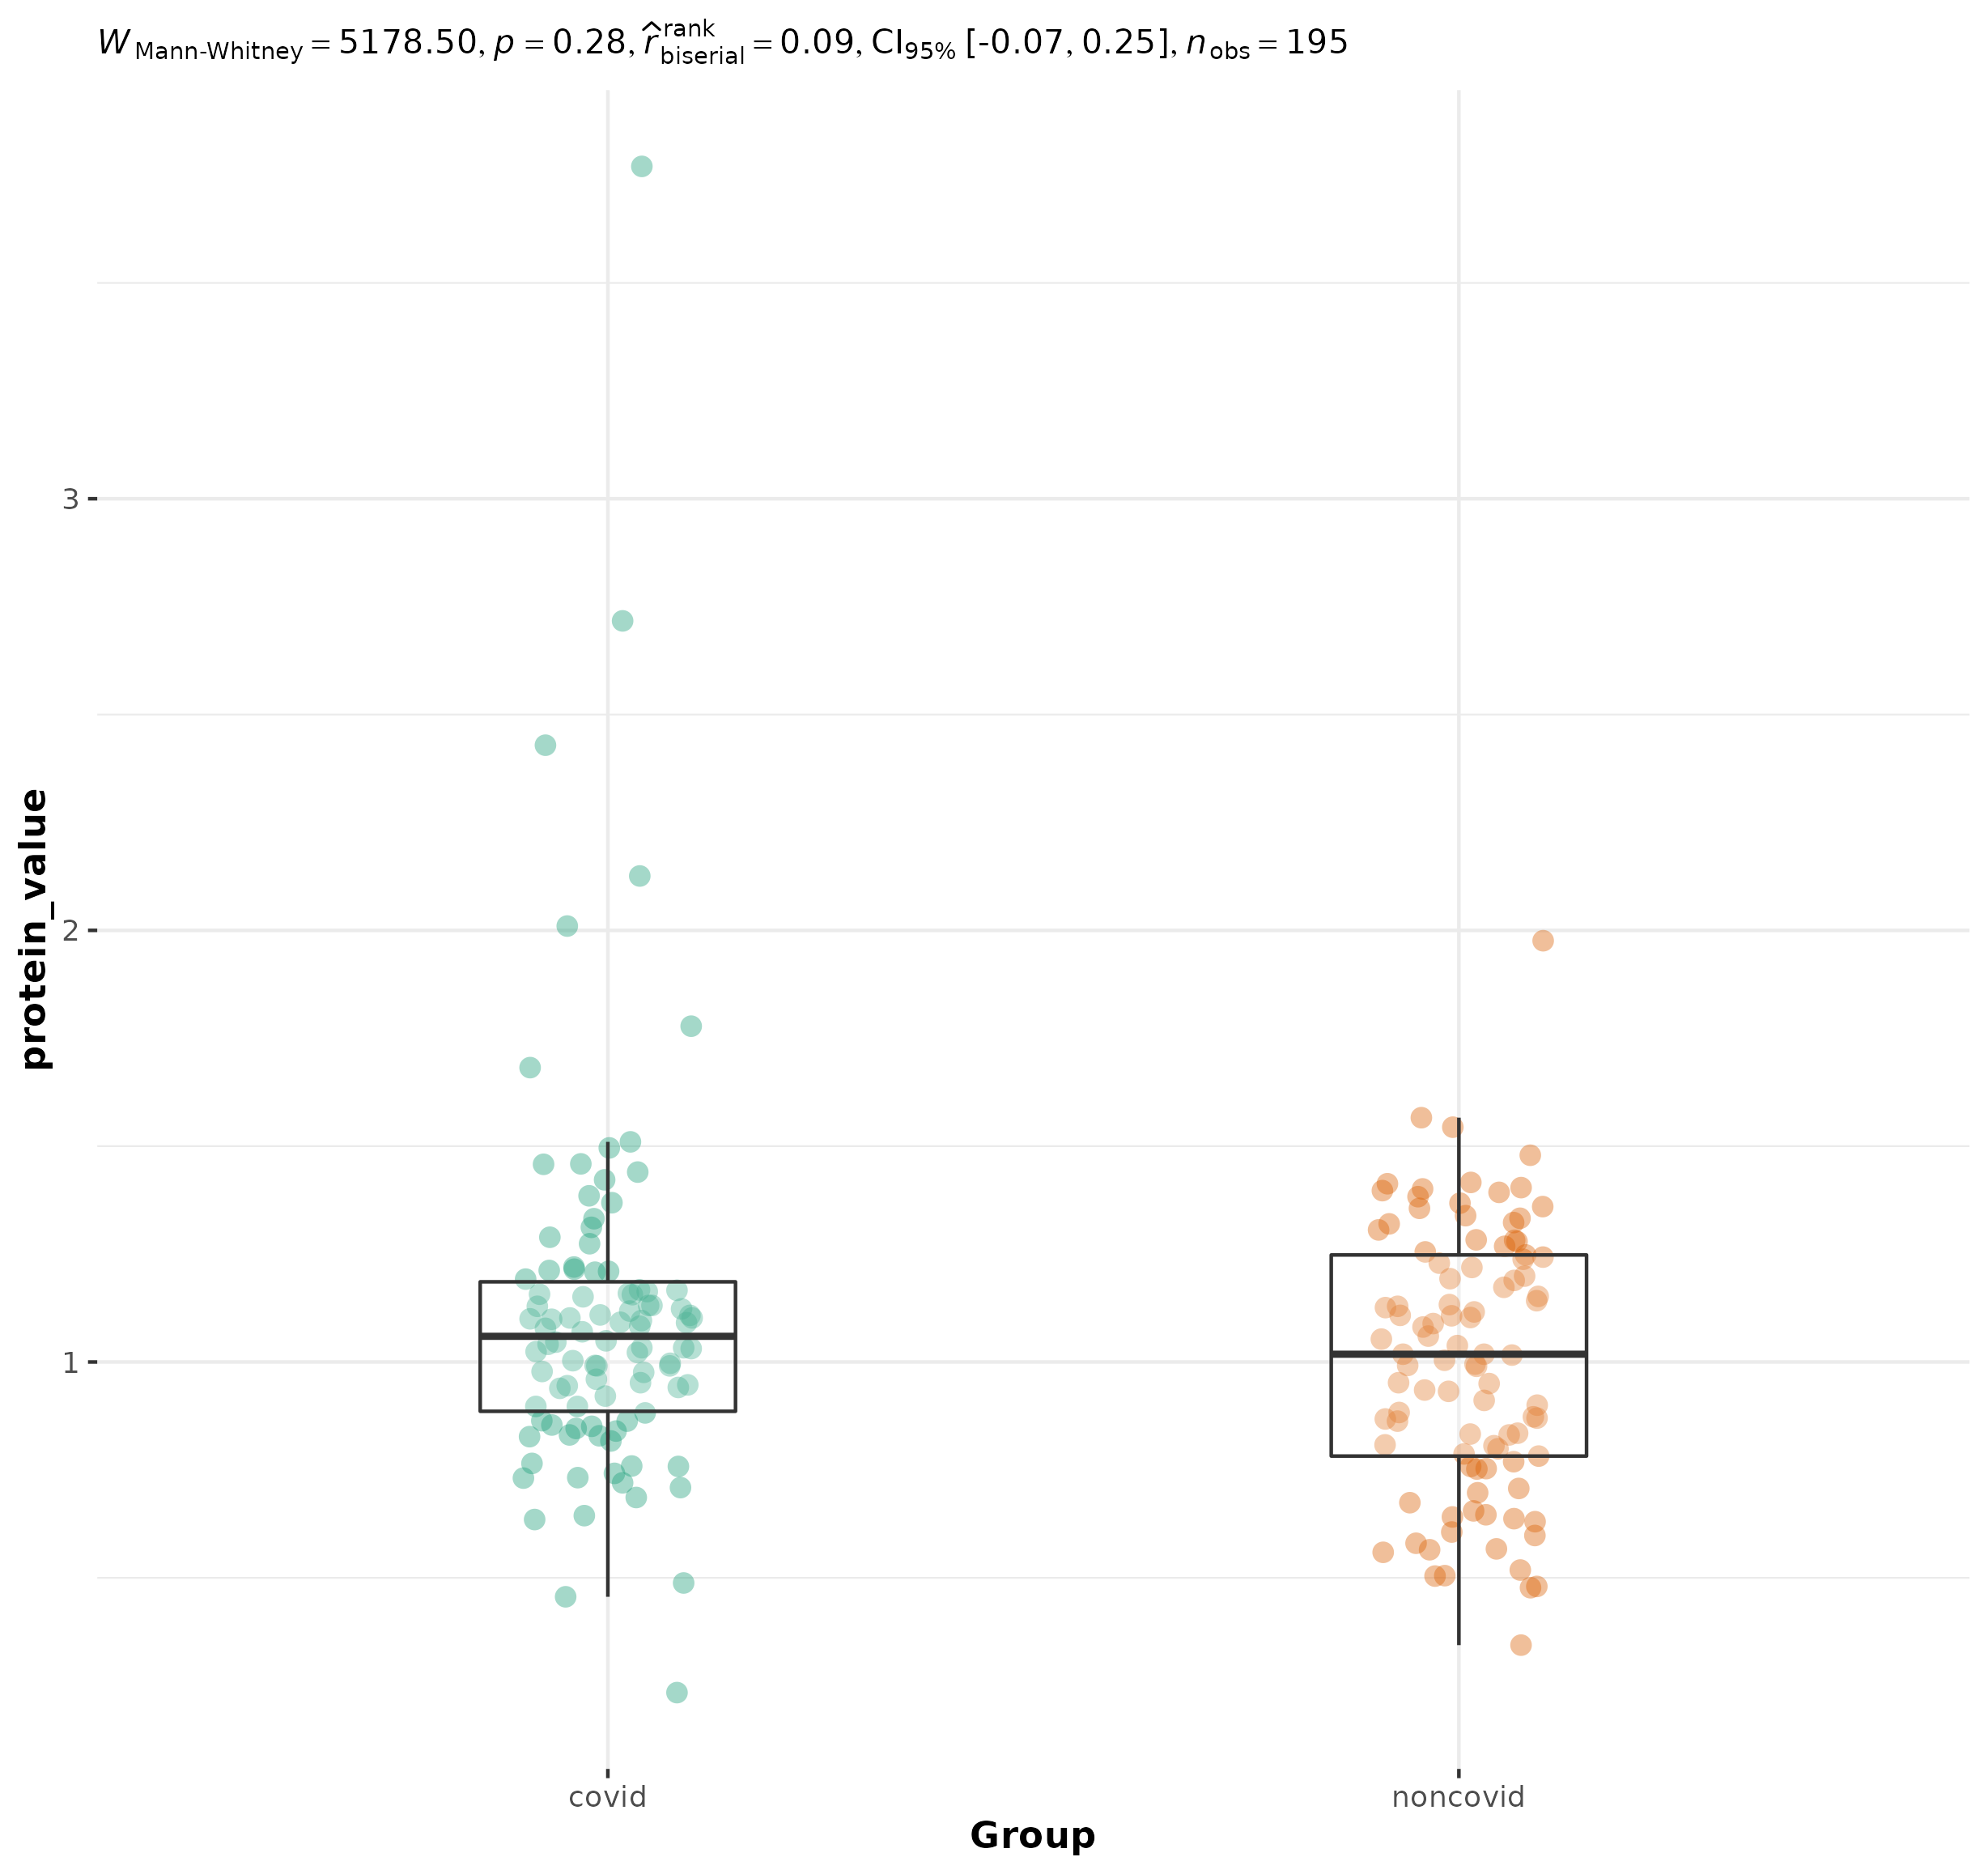 W Mann-Whitney = 5178.50, p = 0.28, r̂ rank biserial = 0.09, CI95% [-0.07, 0.25], n obs = 195
protein_value
3
2
1
covid
noncovid
Group